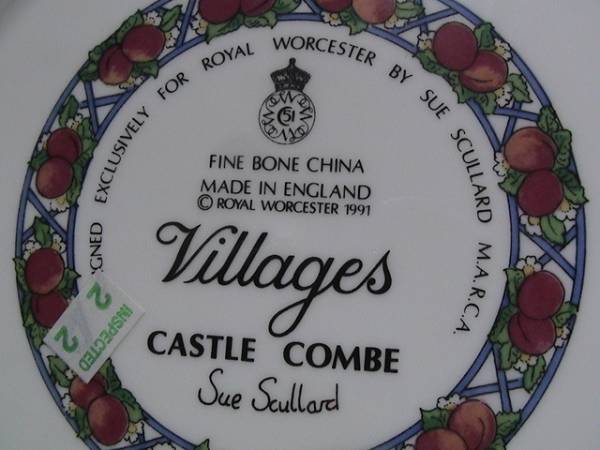 SIGNED EXCLUSIVELY FOR ROYAL WORCESTER BY SUE SCULLARD M.A.R.C.A.
51
FINE BONE CHINA
MADE IN ENGLAND
© ROYAL WORCESTER 1991
Villages
CASTLE COMBE
Sue Scullard
INSPECTED
2 2